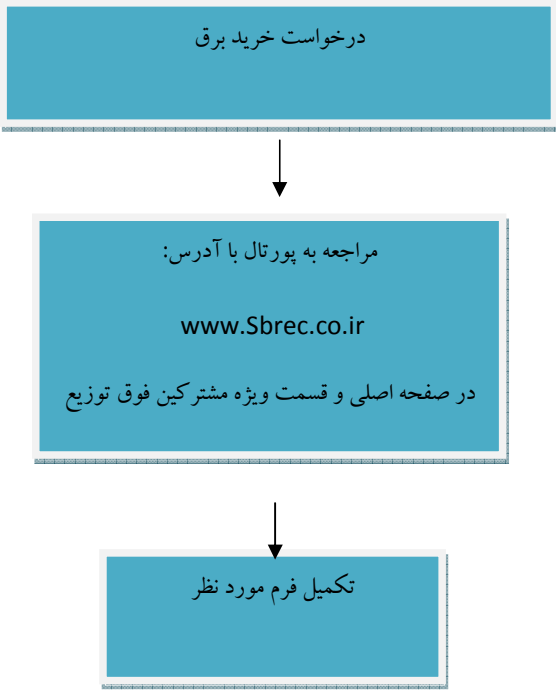 درخواست خرید برق
مراجعه به پورتال با آدرس:
www.Sbrec.co.ir
در صفحه اصلی و قسمت ویژه مشترکین فوق توزیع
تکمیل فرم مورد نظر